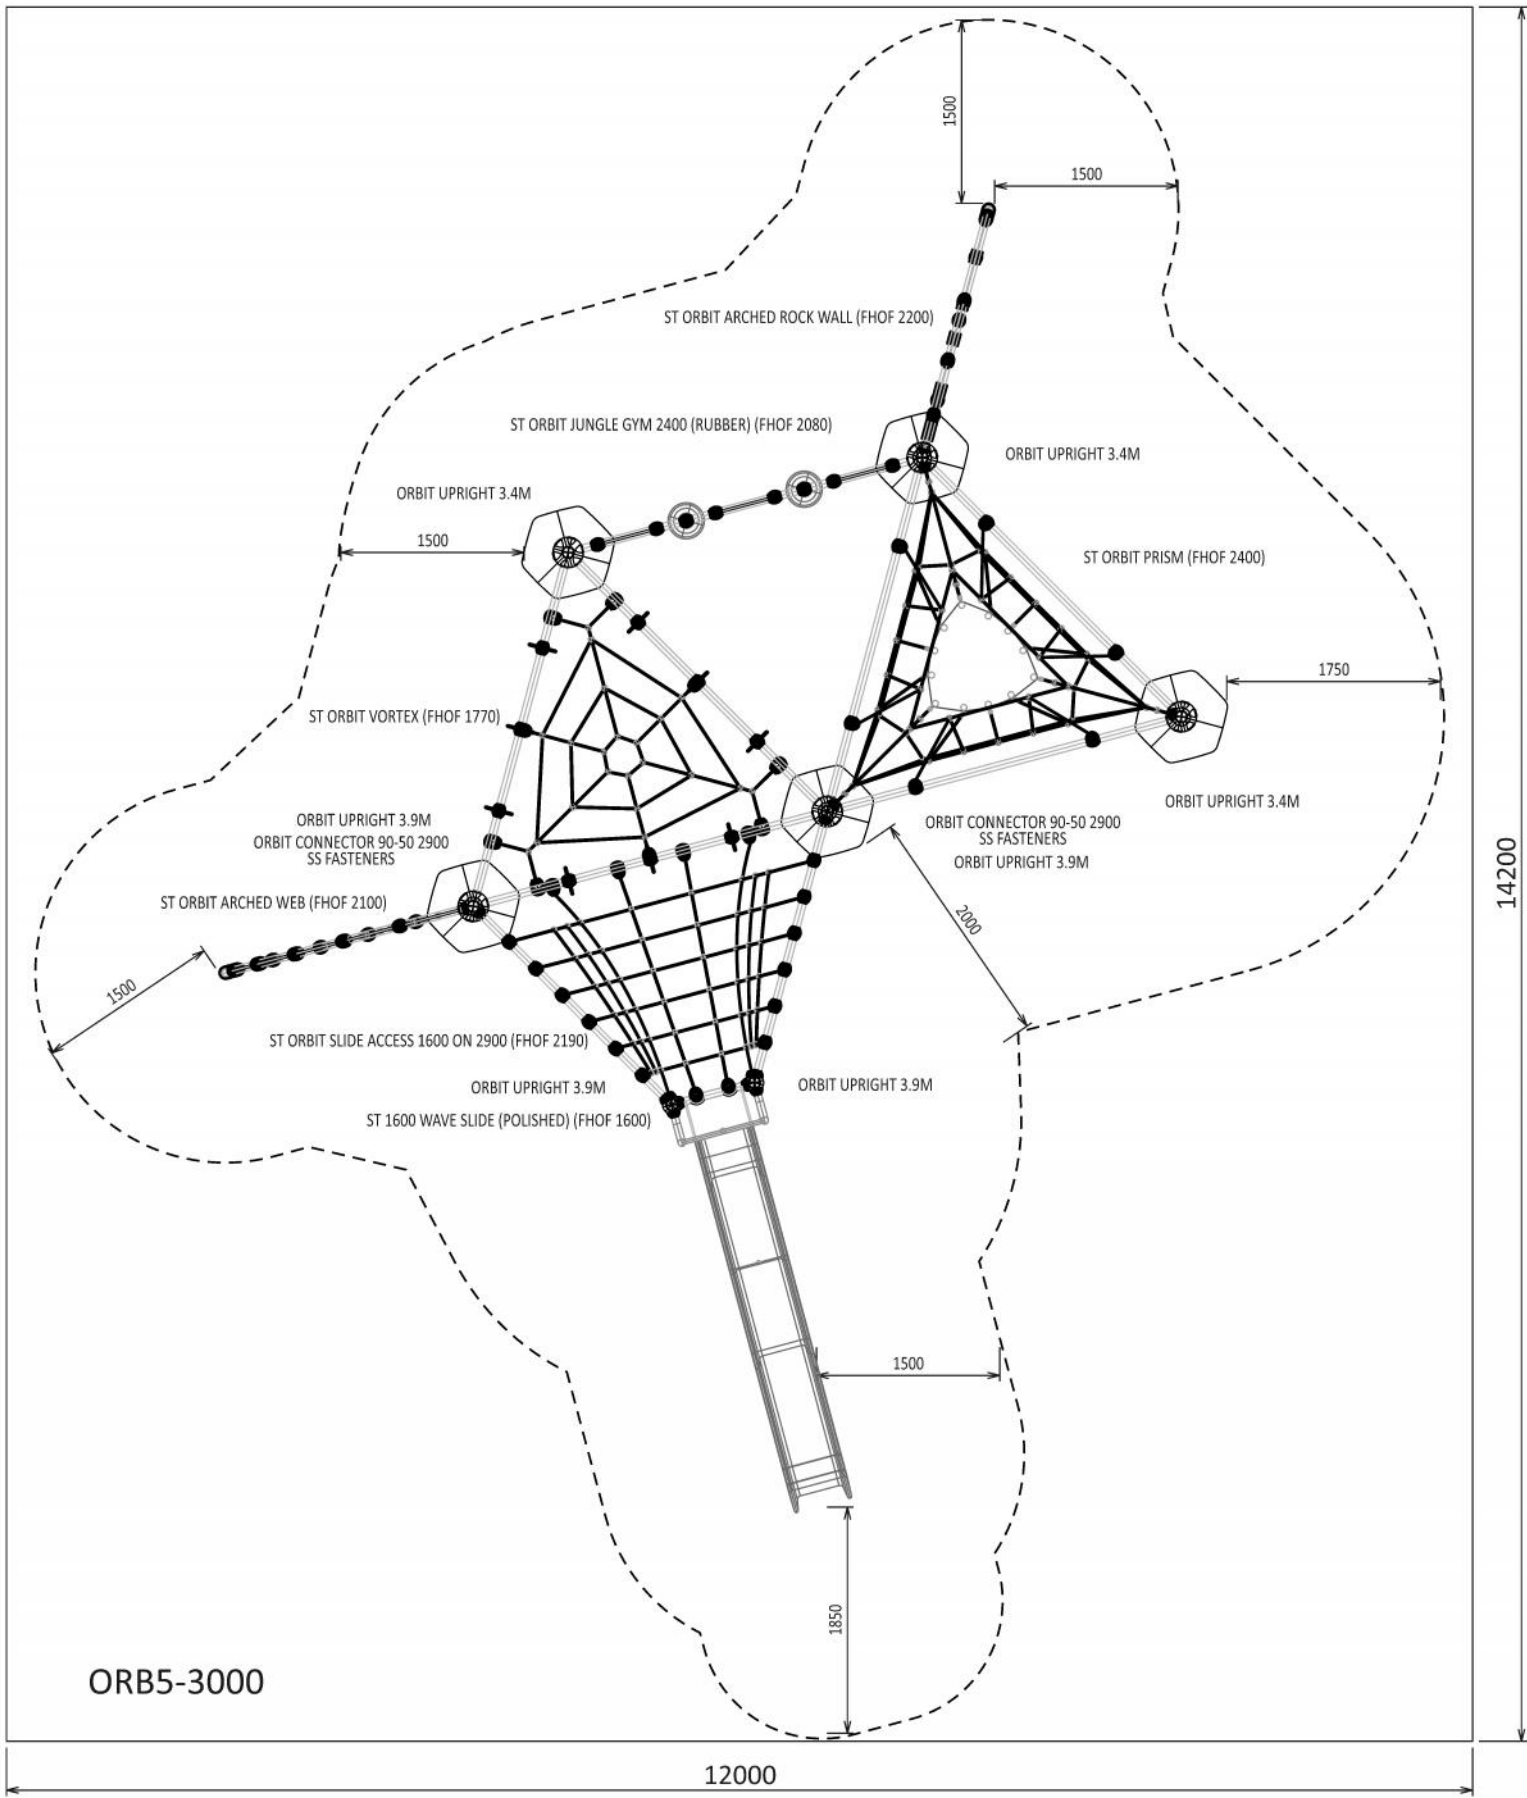 1500
1500
ST ORBIT ARCHED ROCK WALL (FHOF 2200)
ST ORBIT JUNGLE GYM 2400 (RUBBER) (FHOF 2080)
ORBIT UPRIGHT 3.4M
ORBIT UPRIGHT 3.4M
1500
ST ORBIT PRISM (FHOF 2400)
1750
ST ORBIT VORTEX (FHOF 1770)
ORBIT UPRIGHT 3.4M
ORBIT UPRIGHT 3.9M
ORBIT CONNECTOR 90-50 2900
SS FASTENERS
ORBIT CONNECTOR 90-50 2900
SS FASTENERS
ORBIT UPRIGHT 3.9M
14200
ST ORBIT ARCHED WEB (FHOF 2100)
2000
1500
ST ORBIT SLIDE ACCESS 1600 ON 2900 (FHOF 2190)
ORBIT UPRIGHT 3.9M
ORBIT UPRIGHT 3.9M
ST 1600 WAVE SLIDE (POLISHED) (FHOF 1600)
1500
1850
ORB5-3000
12000